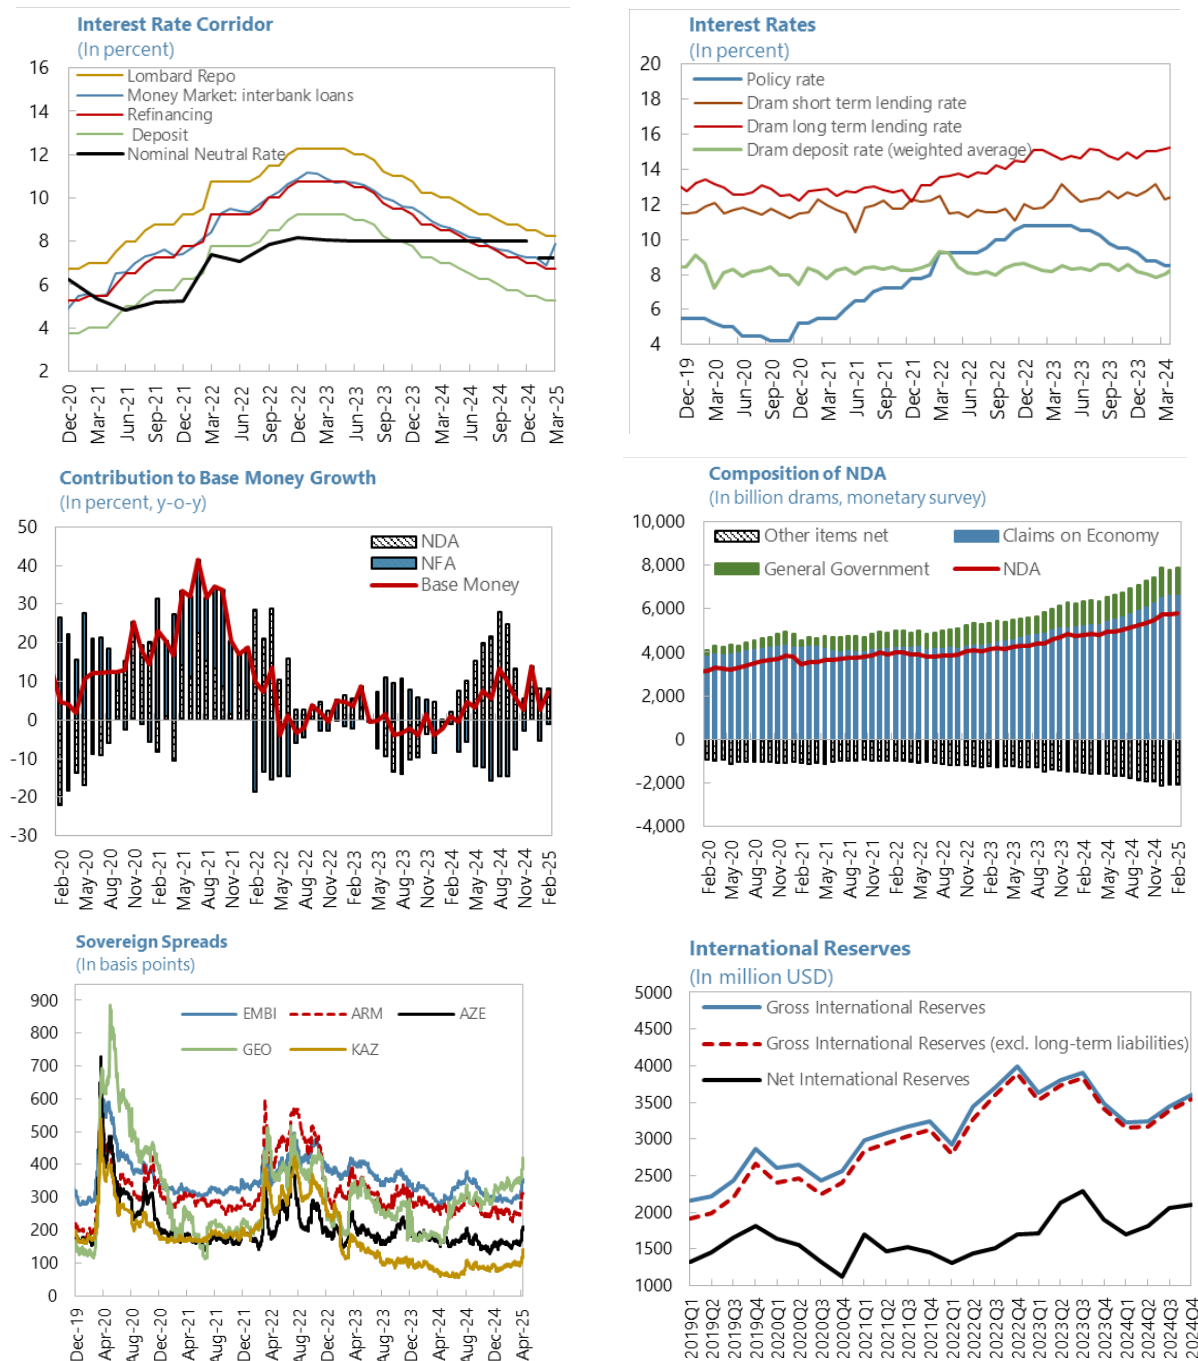 Interest Rate Corridor
(In percent)
16
14
12
10
8
6
4
2
Lombard Repo
Money Market: interbank loans
Refinancing
Deposit
Nominal Neutral Rate
Dec-20
Mar-21
Jun-21
Sep-21
Dec-21
Mar-22
Jun-22
Sep-22
Dec-22
Mar-23
Jun-23
Sep-23
Dec-23
Mar-24
Jun-24
Sep-24
Dec-24
Mar-25
Interest Rates
(In percent)
20
18
16
14
12
10
8
6
4
Policy rate
Dram short term lending rate
Dram long term lending rate
Dram deposit rate (weighted average)
Dec-19
Mar-20
Jun-20
Sep-20
Dec-20
Mar-21
Jun-21
Sep-21
Dec-21
Mar-22
Jun-22
Sep-22
Dec-22
Mar-23
Jun-23
Sep-23
Dec-23
Mar-24
Contribution to Base Money Growth
(In percent, y-o-y)
50
40
30
20
10
0
-10
-20
-30
NDA
NFA
Base Money
Feb-20
May-20
Aug-20
Nov-20
Feb-21
May-21
Aug-21
Nov-21
Feb-22
May-22
Aug-22
Nov-22
Feb-23
May-23
Aug-23
Nov-23
Feb-24
May-24
Aug-24
Nov-24
Feb-25
Composition of NDA
(In billion drams, monetary survey)
10,000
8,000
6,000
4,000
2,000
0
-2,000
-4,000
Other items net
Claims on Economy
General Government
NDA
Feb-20
May-20
Aug-20
Nov-20
Feb-21
May-21
Aug-21
Nov-21
Feb-22
May-22
Aug-22
Nov-22
Feb-23
May-23
Aug-23
Nov-23
Feb-24
May-24
Aug-24
Nov-24
Feb-25
Sovereign Spreads
(In basis points)
900
800
700
600
500
400
300
200
100
0
EMBI
ARM
AZE
GEO
KAZ
Dec-19
Apr-20
Aug-20
Dec-20
Apr-21
Aug-21
Dec-21
Apr-22
Aug-22
Dec-22
Apr-23
Aug-23
Dec-23
Apr-24
Aug-24
Dec-24
Apr-25
International Reserves
(In million USD)
5000
4500
4000
3500
3000
2500
2000
1500
1000
Gross International Reserves
Gross International Reserves (excl. long-term liabilities)
Net International Reserves
2019Q1
2019Q2
2019Q3
2019Q4
2020Q1
2020Q2
2020Q3
2020Q4
2021Q1
2021Q2
2021Q3
2021Q4
2022Q1
2022Q2
2022Q3
2022Q4
2023Q1
2023Q2
2023Q3
2023Q4
2024Q1
2024Q2
2024Q3
2024Q4